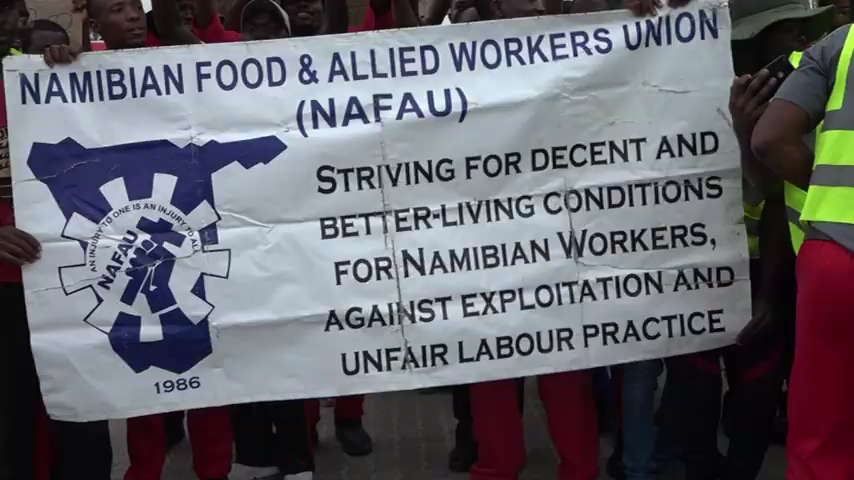 NAMIBIAN FOOD & ALLIED WORKERS UNION
(NAFAU)
STRIVING FOR DECENT AND
BETTER-LIVING CONDITIONS
FOR NAMIBIAN WORKERS,
AGAINST EXPLOITATION AND
UNFAIR LABOUR PRACTICE
AN INJURY TO ONE IS AN INJURY TO ALL
NAFAU
1986